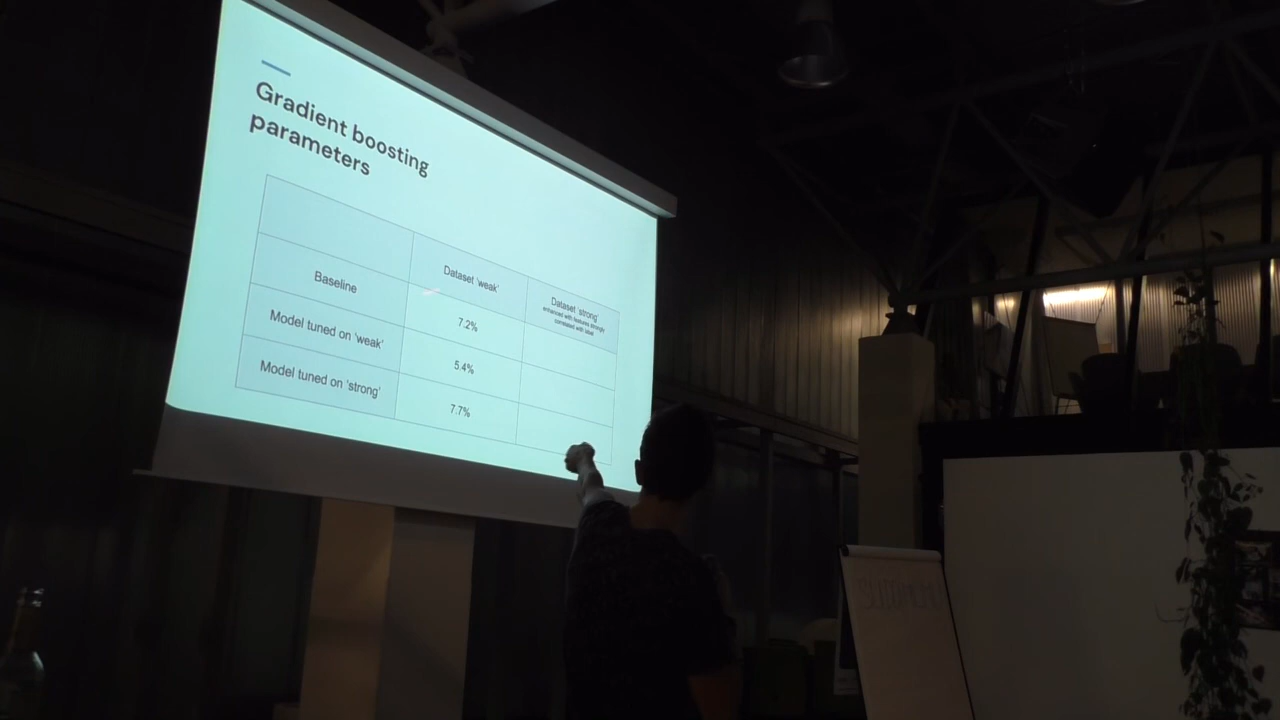 Gradient boosting
parameters
Dataset 'weak'
Dataset 'strong'
enhanced with features strongly
correlated with label
Baseline
7.2%
Model tuned on 'weak'
5.4%
Model tuned on 'strong'
7.7%